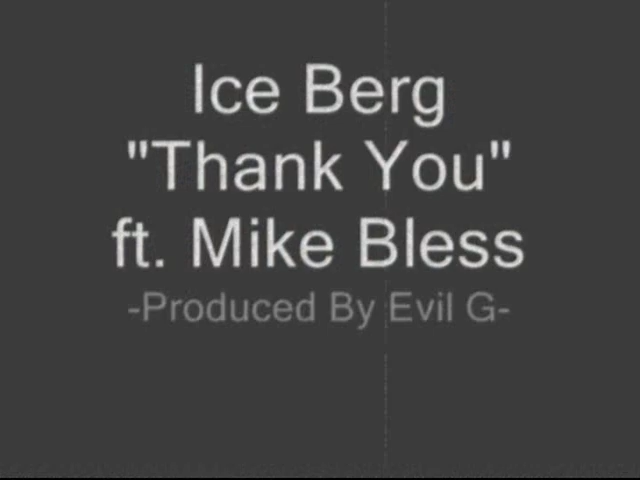 Ice Berg
"Thank You"
ft. Mike Bless
-Produced By Evil G-